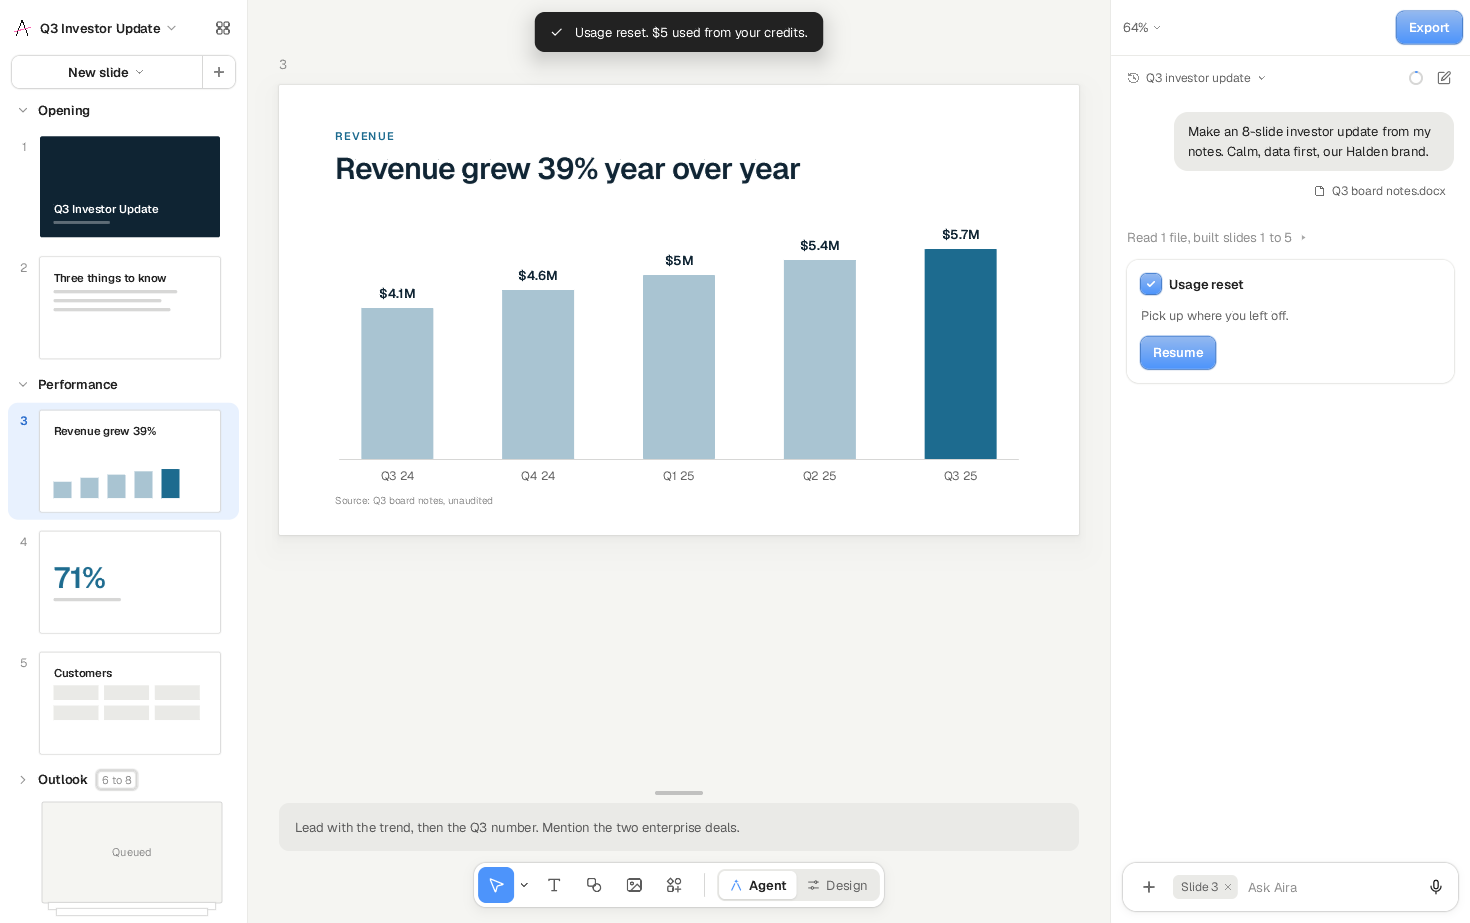 Q3 Investor Update
New slide
Opening
1
Q3 Investor Update
2
Three things to know
Performance
3
Revenue grew 39%
4
71%
5
Customers
Outlook
6 to 8
Queued
Usage reset. $5 used from your credits.
3
REVENUE
Revenue grew 39% year over year
$4.1M
$4.6M
$5M
$5.4M
$5.7M
Q3 24
Q4 24
Q1 25
Q2 25
Q3 25
Source: Q3 board notes, unaudited
Lead with the trend, then the Q3 number. Mention the two enterprise deals.
Agent
Design
64%
Export
Q3 investor update
Make an 8-slide investor update from my
notes. Calm, data first, our Halden brand.
Q3 board notes.docx
Read 1 file, built slides 1 to 5
Usage reset
Pick up where you left off.
Resume
Slide 3
Ask Aira